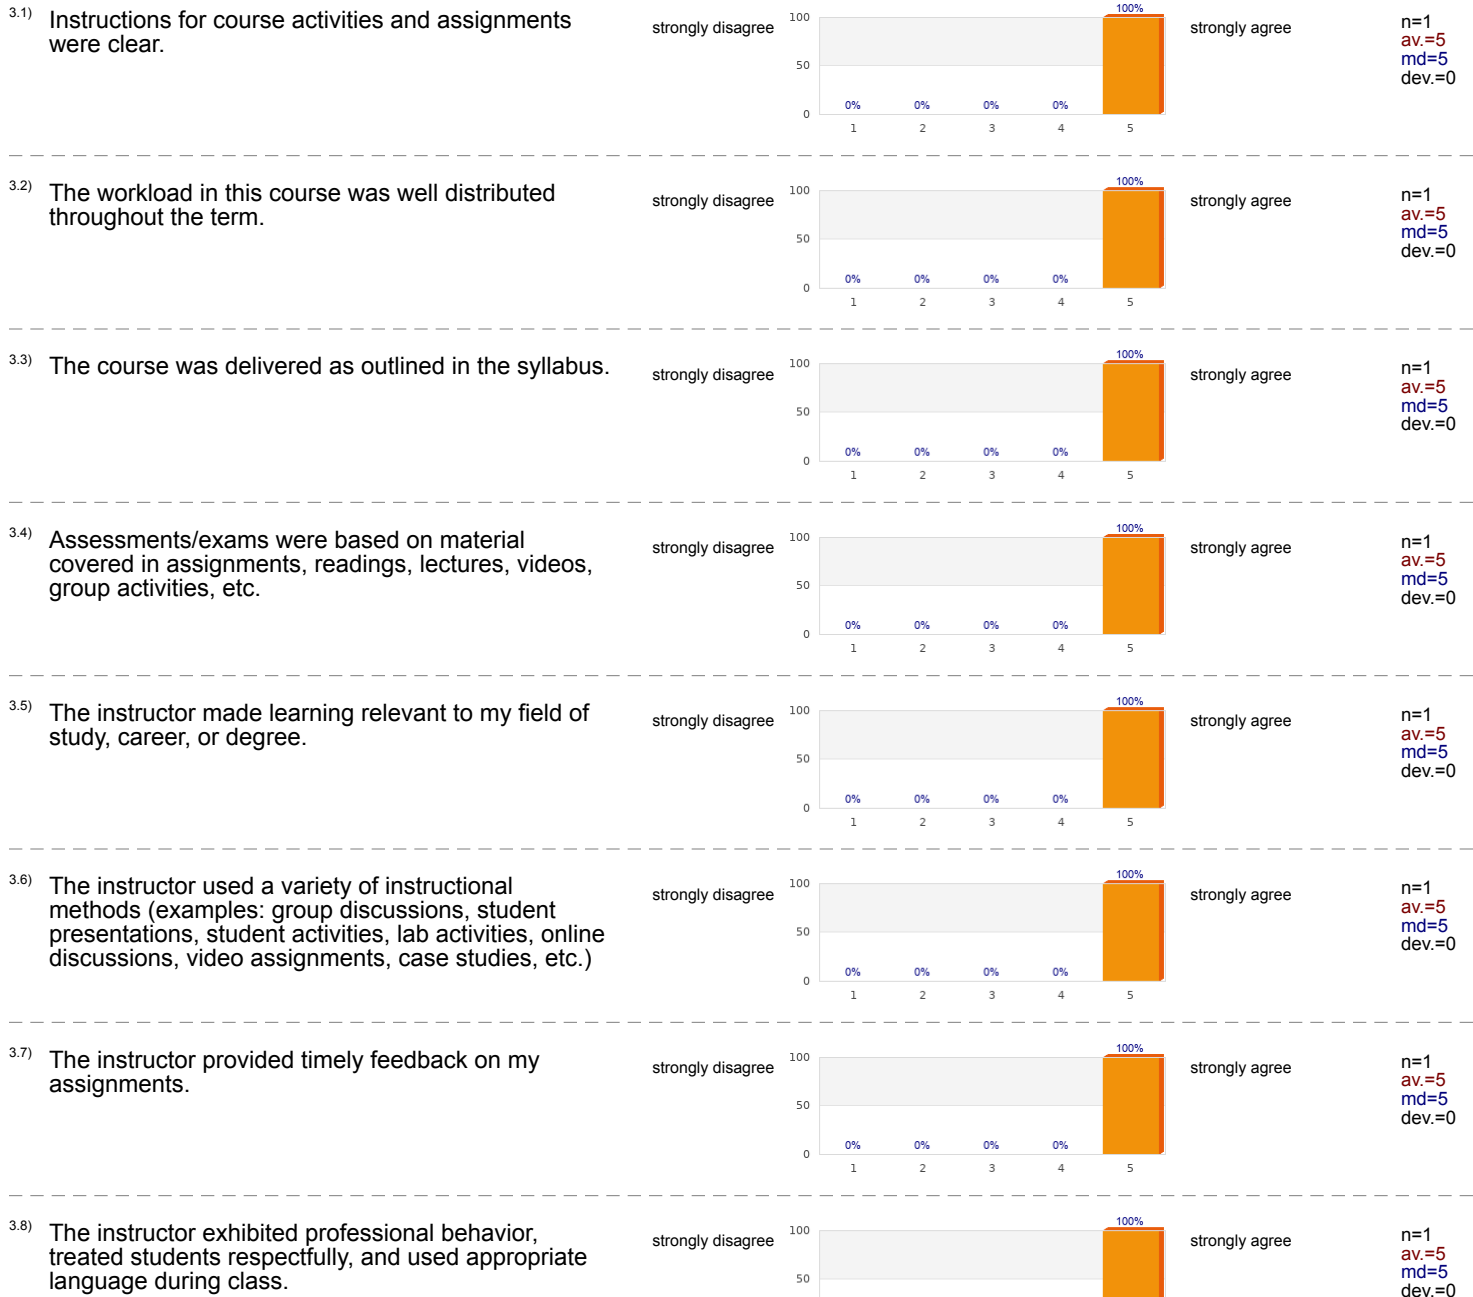 3.1) Instructions for course activities and assignments
were clear.
strongly disagree
100
50
0
0% 0% 0% 0% 100%
1 2 3 4 5
strongly agree
n=1
av.=5
md=5
dev.=0
3.2) The workload in this course was well distributed
throughout the term.
strongly disagree
100
50
0
0% 0% 0% 0% 100%
1 2 3 4 5
strongly agree
n=1
av.=5
md=5
dev.=0
3.3) The course was delivered as outlined in the syllabus.
strongly disagree
100
50
0
0% 0% 0% 0% 100%
1 2 3 4 5
strongly agree
n=1
av.=5
md=5
dev.=0
3.4) Assessments/exams were based on material
covered in assignments, readings, lectures, videos,
group activities, etc.
strongly disagree
100
50
0
0% 0% 0% 0% 100%
1 2 3 4 5
strongly agree
n=1
av.=5
md=5
dev.=0
3.5) The instructor made learning relevant to my field of
study, career, or degree.
strongly disagree
100
50
0
0% 0% 0% 0% 100%
1 2 3 4 5
strongly agree
n=1
av.=5
md=5
dev.=0
3.6) The instructor used a variety of instructional
methods (examples: group discussions, student
presentations, student activities, lab activities, online
discussions, video assignments, case studies, etc.)
strongly disagree
100
50
0
0% 0% 0% 0% 100%
1 2 3 4 5
strongly agree
n=1
av.=5
md=5
dev.=0
3.7) The instructor provided timely feedback on my
assignments.
strongly disagree
100
50
0
0% 0% 0% 0% 100%
1 2 3 4 5
strongly agree
n=1
av.=5
md=5
dev.=0
3.8) The instructor exhibited professional behavior,
treated students respectfully, and used appropriate
language during class.
strongly disagree
100
50
100%
strongly agree
n=1
av.=5
md=5
dev.=0